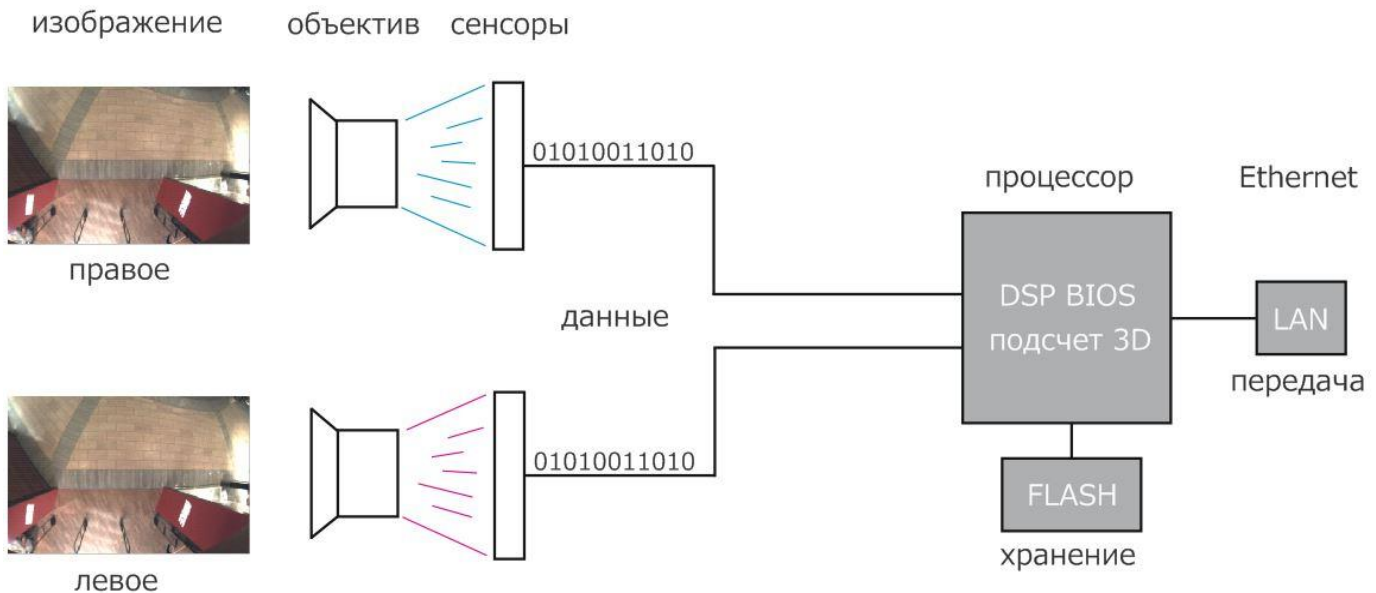 изображение
объектив
сенсоры
01010011010
процессор
Ethernet
правое
DSP BIOS
подсчет 3D
LAN
данные
передача
01010011010
FLASH
хранение
левое